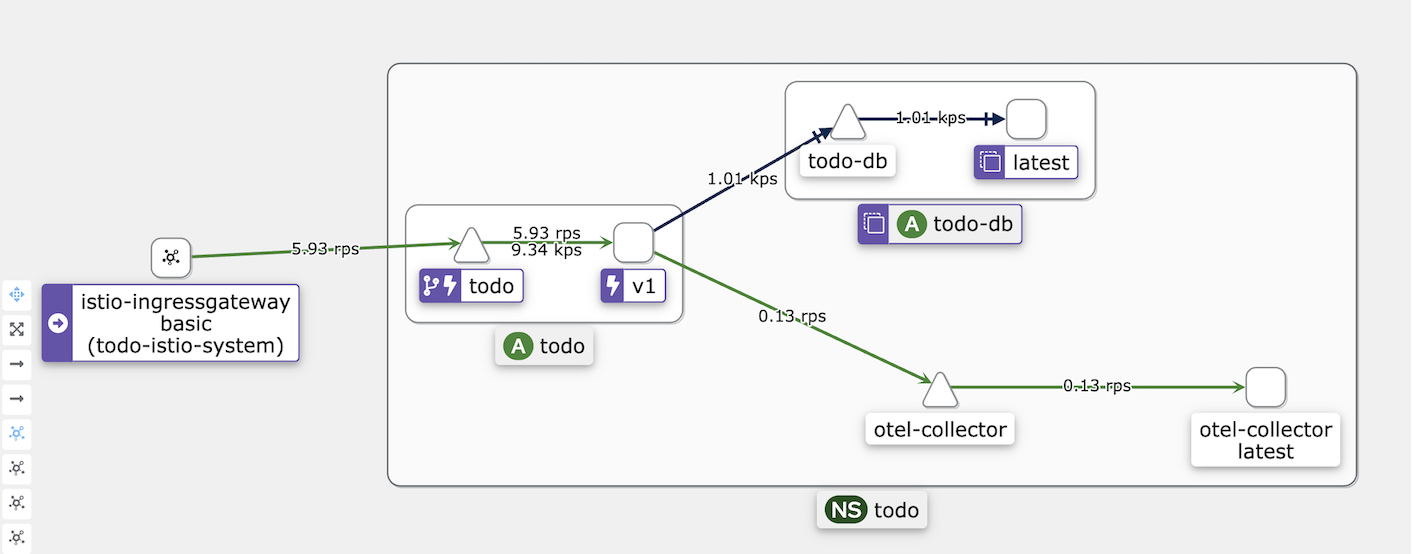 1.01 kps
todo-db
latest
1.01 kps
A todo-db
5.93 rps
5.93 rps
9.34 kps
todo
v1
istio-ingressgateway
basic
(todo-istio-system)
A todo
0.13 rps
0.13 rps
otel-collector
otel-collector
latest
NS todo